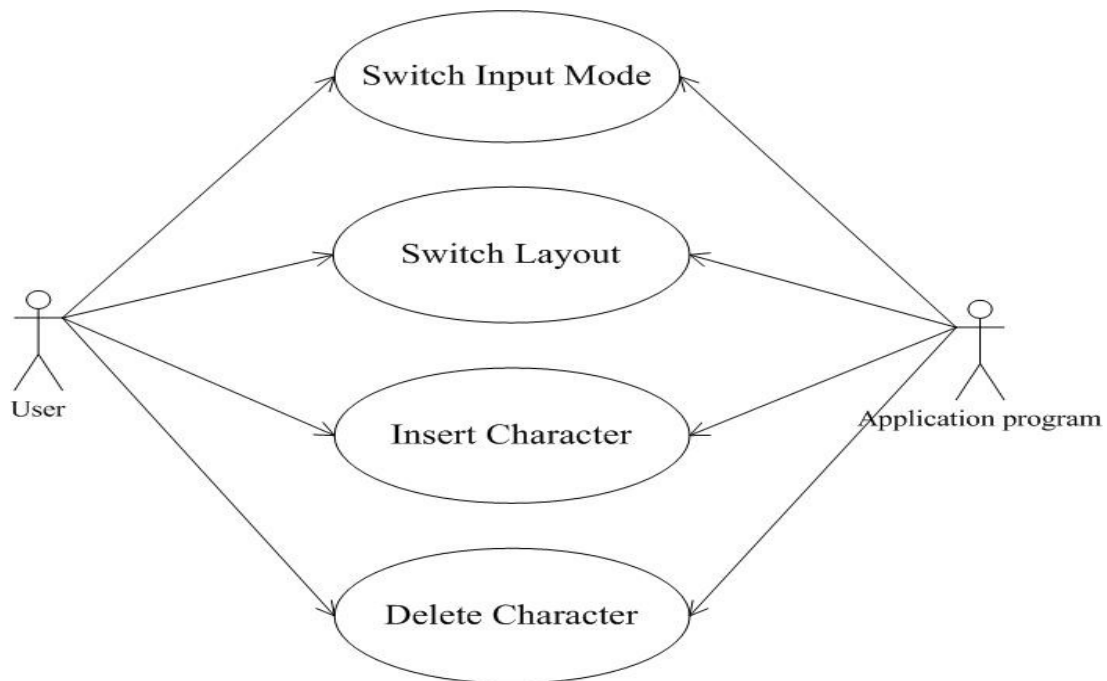 Switch Input Mode
Switch Layout
User
Application program
Insert Character
Delete Character